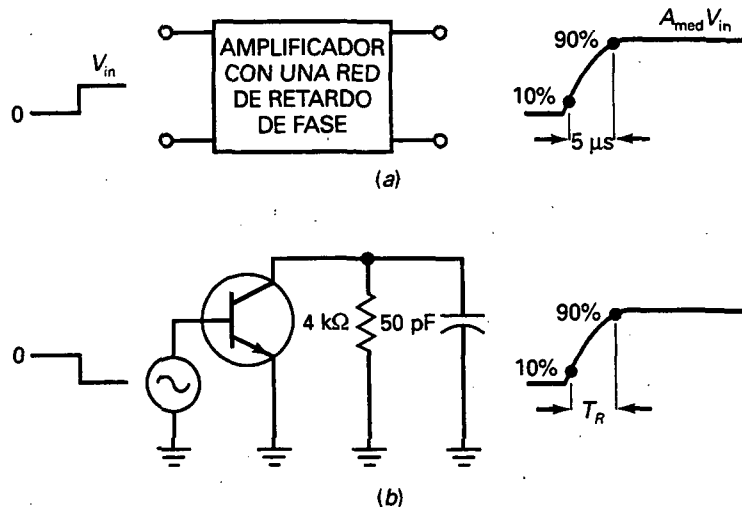 0
V_in
AMPLIFICADOR
CON UNA RED
DE RETARDO
DE FASE
A_med V_in
90%
10%
5 μs
(a)
0
4 kΩ
50 pF
90%
10%
T_R
(b)